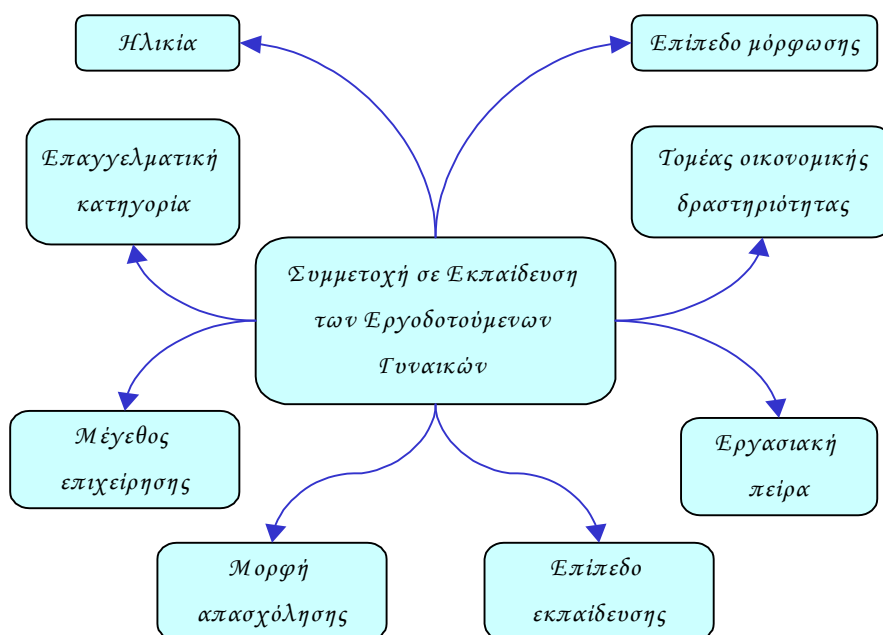 Ηλικία
Επίπεδο μόρφωσης
Επαγγελματική
κατηγορία
Τομέας οικονομικής
δραστηριότητας
Συμμετοχή σε Εκπαίδευση
των Εργοδοτούμενων
Γυναικών
Μέγεθος
επιχείρησης
Εργασιακή
πείρα
Μορφή
απασχόλησης
Επίπεδο
εκπαίδευσης